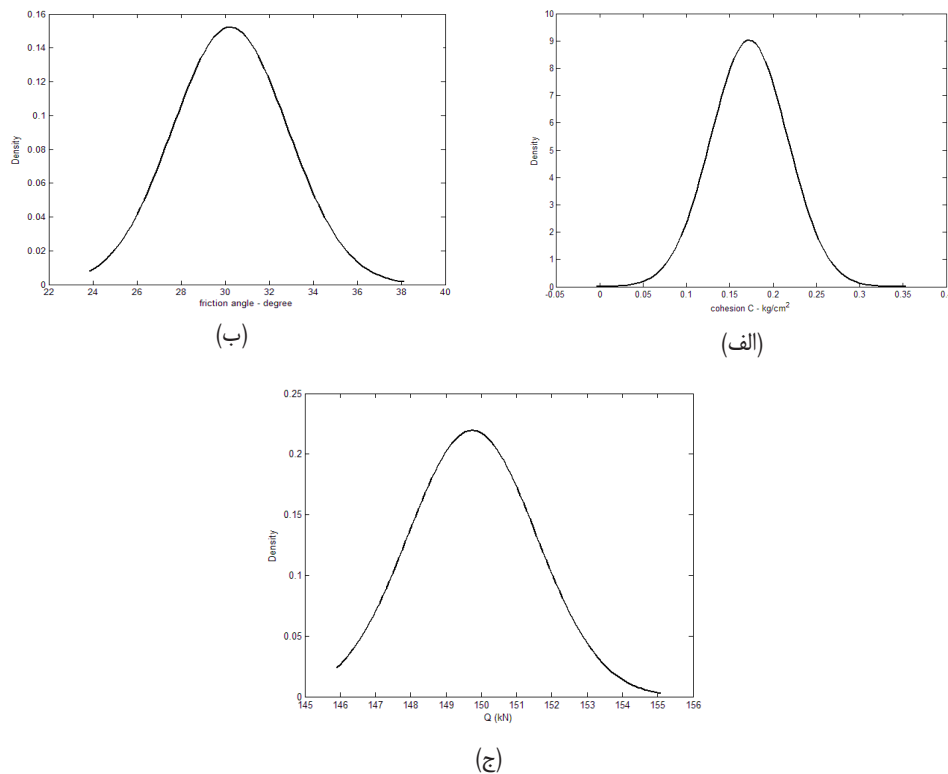 0.16
0.14
0.12
0.1
0.08
0.06
0.04
0.02
0
Density
22 24 26 28 30 32 34 36 38 40
friction angle - degree
(ب)
10
9
8
7
6
5
4
3
2
1
0
Density
-0.05 0 0.05 0.1 0.15 0.2 0.25 0.3 0.35 0.4
cohesion C - kg/cm²
(الف)
0.25
0.2
0.15
0.1
0.05
0
Density
145 146 147 148 149 150 151 152 153 154 155 156
Q (kN)
(ج)